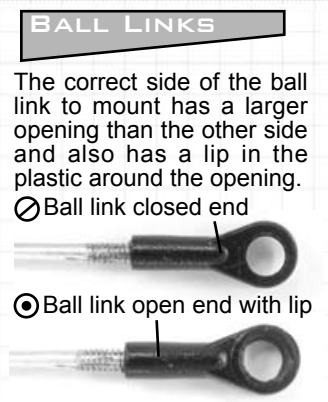 BALL LINKS
The correct side of the ball
link to mount has a larger
opening than the other side
and also has a lip in the
plastic around the opening.
Ball link closed end
Ball link open end with lip